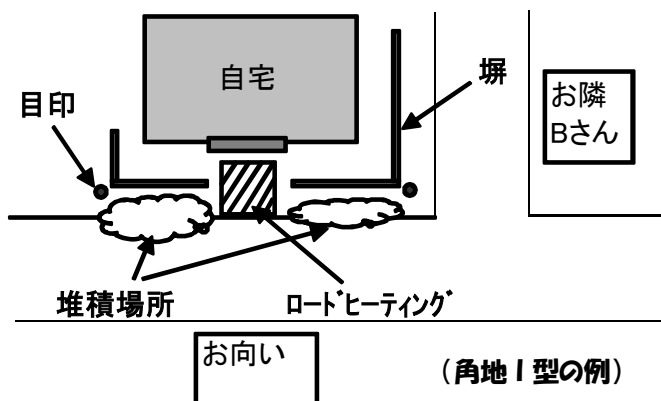 自宅
塀
目印
お隣
Bさん
堆積場所
ロードヒーティング
お向い
(角地Ⅰ型の例)